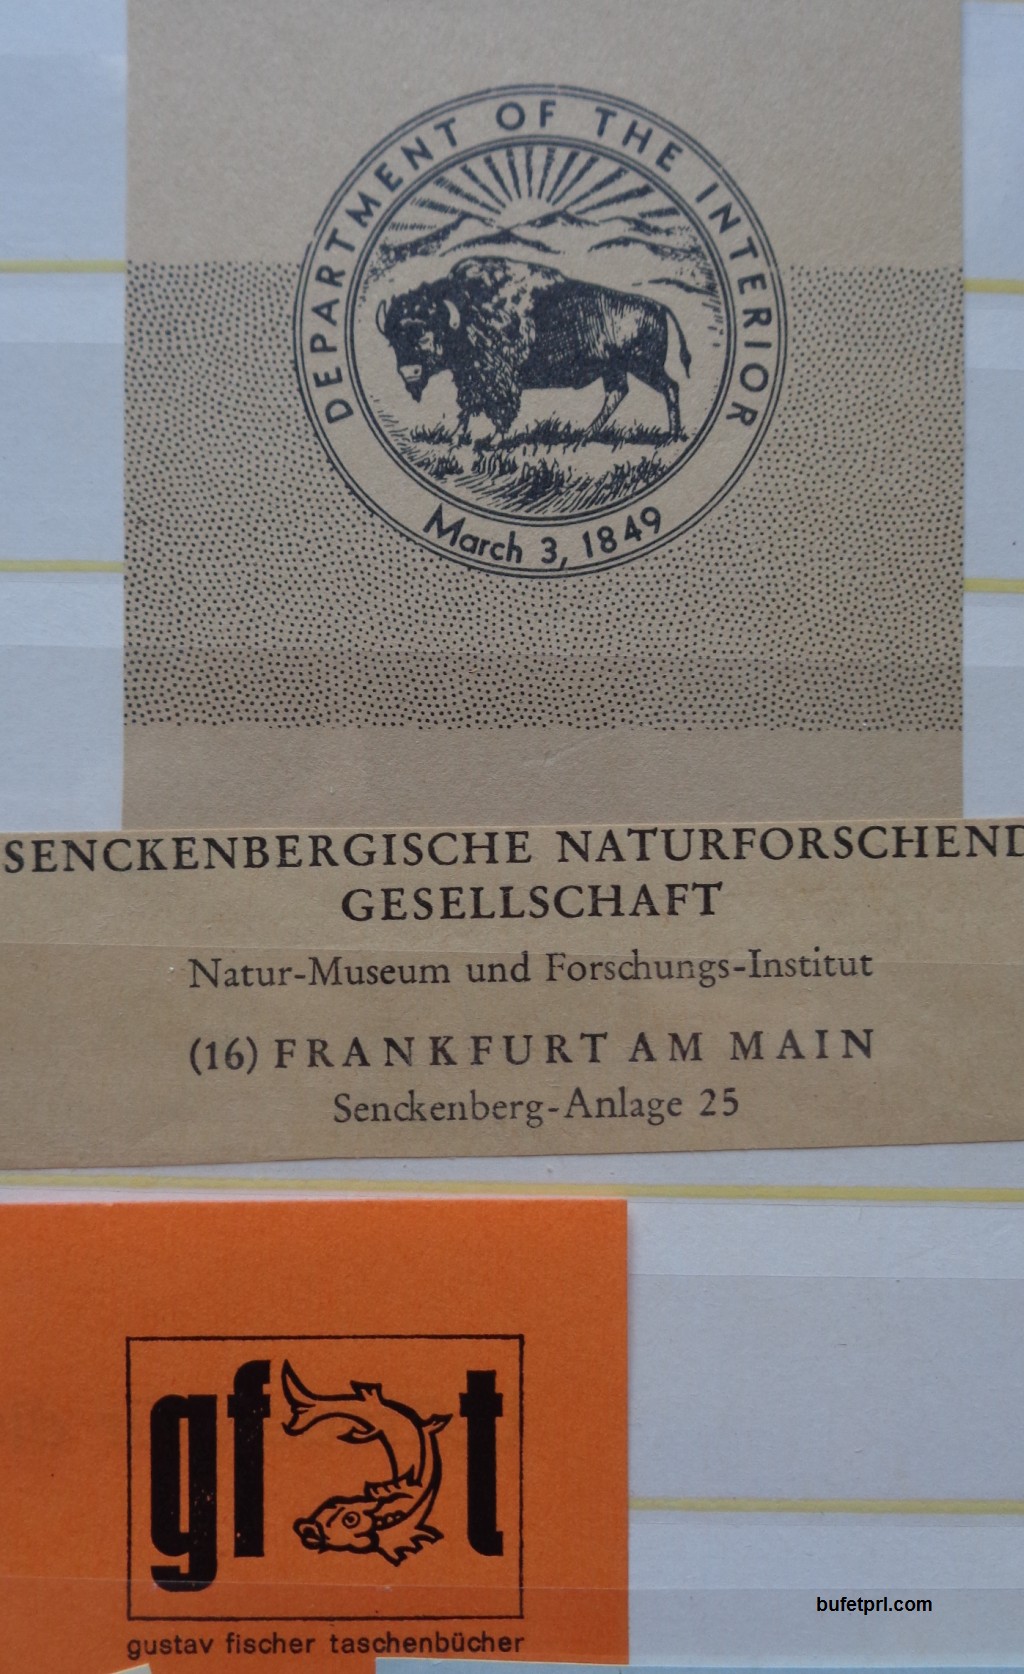 DEPARTMENT OF THE INTERIOR
March 3, 1849
SENCKENBERGISCHE NATURFORSCHEND
GESELLSCHAFT
Natur-Museum und Forschungs-Institut
(16) FRANKFURT AM MAIN
Senckenberg-Anlage 25
gf t
gustav fischer taschenbücher
bufetprl.com